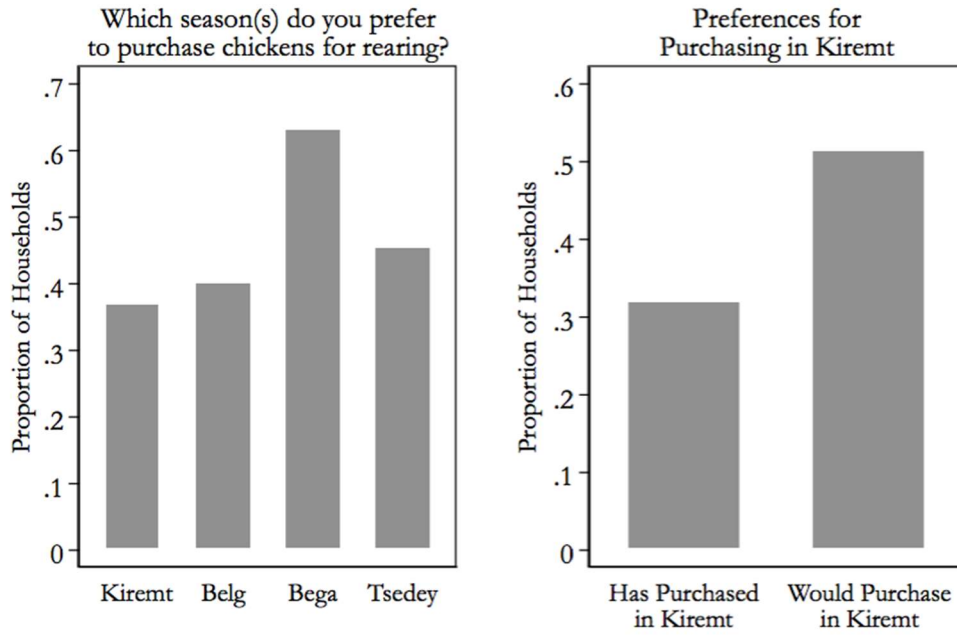 Which season(s) do you prefer
to purchase chickens for rearing?
Proportion of Households
.7
.6
.5
.4
.3
.2
.1
0
Kiremt
Belg
Bega
Tsedey
Preferences for
Purchasing in Kiremt
Proportion of Households
.6
.5
.4
.3
.2
.1
0
Has Purchased
in Kiremt
Would Purchase
in Kiremt